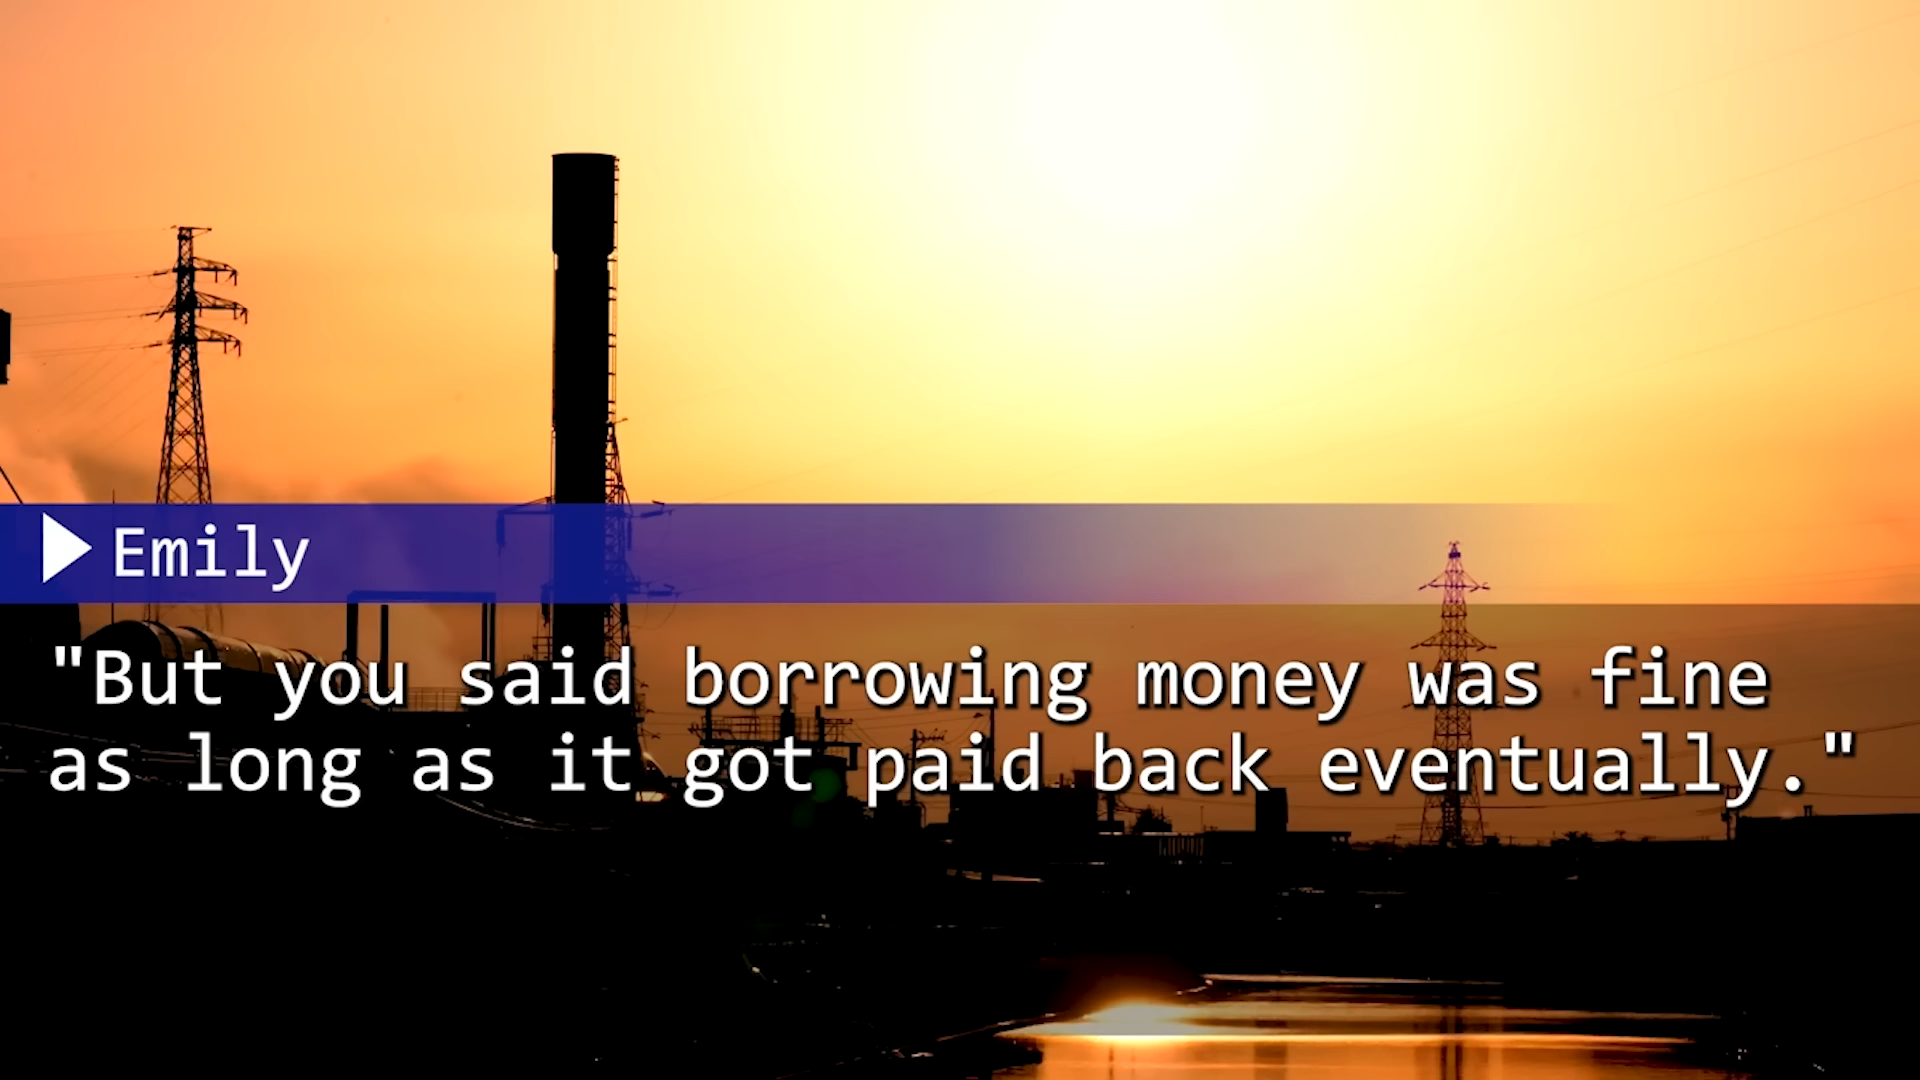 Emily
"But you said borrowing money was fine
as long as it got paid back eventually."